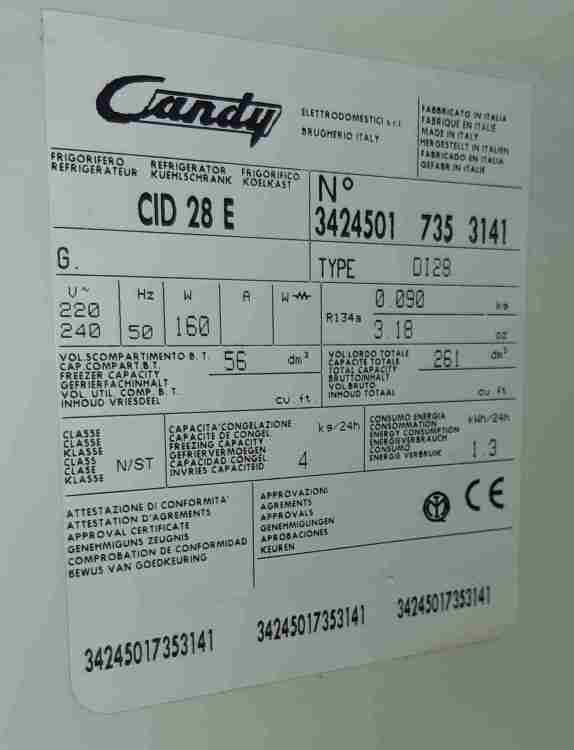 Candy
ELETTRODOMESTICI s.r.l.
BRUGHERIO ITALY
FABBRICATO IN ITALIA
FABRIQUE EN ITALIE
MADE IN ITALY
HERGESTELLT IN ITALIEN
FABRICADO EN ITALIA
GEFABR IN ITALIE
FRIGORIFERO REFRIGERATOR FRIGORIFICO
REFRIGERATEUR KUEHLSCHRANK KOELKAST
CID 28 E
N°
3424501 735 3141
G.
TYPE DI28
U~ Hz W A W
220
240 50 160
R134a 0.090 kg
3.18 oz
VOL.SCOMPARTIMENTO B. T.
CAP.COMPART.B.T.
FREEZER CAPACITY
GEFRIERFACHINHALT
VOL. UTIL. COMP. B. T.
INHOUD VRIESDEEL
56 dm³
cu ft
VOL.LORDO TOTALE
CAPACITE TOTALE
TOTAL CAPACITY
BRUTTOINHALT
VOL.BRUTO
INHOUD TOTAAL
261 dm³
cu ft
CLASSE
CLASSE
KLASSE
CLASS
CLASE
KLASSE
N/ST
CAPACITA'CONGELAZIONE
CAPACITE DE CONGEL.
FREEZING CAPACITY
GEFRIERVERMOEGEN
CAPACIDAD CONGEL
INVRIES CAPACITEID
kg/24h
4
CONSUMO ENERGIA
CONSOMMATION
ENERGY CONSUMPTION
ENERGIEVERBRAUCH
CONSUMO
ENERGIE VERBRUIK
kWh/24h
1.3
ATTESTAZIONE DI CONFORMITA'
ATTESTATION D'AGREMENTS
APPROVAL CERTIFICATE
GENEHMIGUNS ZEUGNIS
COMPROBATION DE CONFORMIDAD
BEWUS VAN GOEDKEURING
APPROVAZIONI
AGREMENTS
APPROVALS
GENEHMIGUNGEN
APROBACIONES
KEUREN
CE
34245017353141 34245017353141 34245017353141